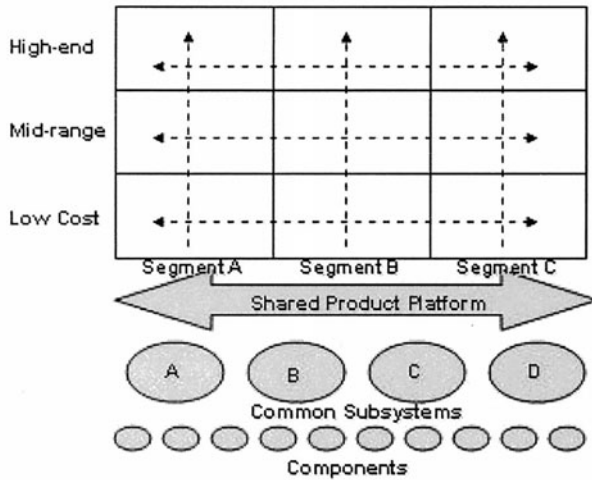 High-end
Mid-range
Low Cost
Segment A Segment B Segment C
Shared Product Platform
A B C D
Common Subsystems
Components